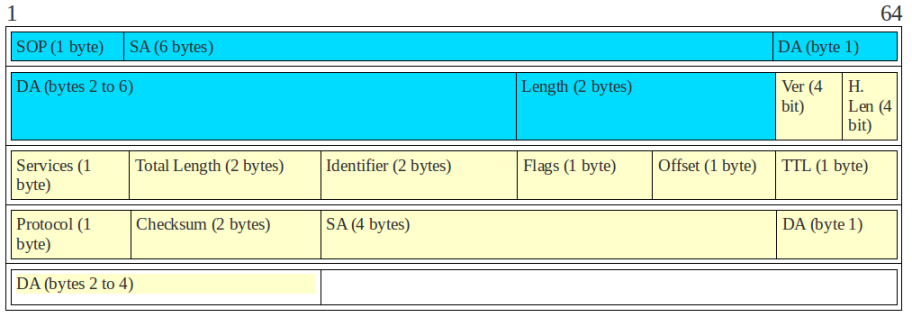 1 64
SOP (1 byte) SA (6 bytes) DA (byte 1)
DA (bytes 2 to 6) Length (2 bytes) Ver (4 bit) H. Len (4 bit)
Services (1 byte) Total Length (2 bytes) Identifier (2 bytes) Flags (1 byte) Offset (1 byte) TTL (1 byte)
Protocol (1 byte) Checksum (2 bytes) SA (4 bytes) DA (byte 1)
DA (bytes 2 to 4)